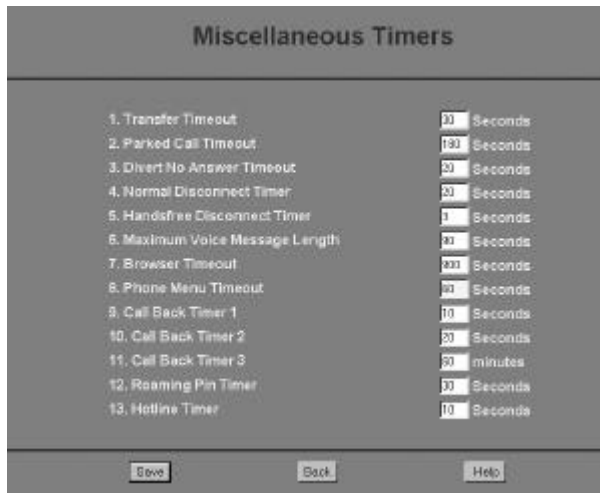 Miscellaneous Timers
1. Transfer Timeout 30 Seconds
2. Parked Call Timeout 180 Seconds
3. Divert No Answer Timeout 20 Seconds
4. Normal Disconnect Timer 20 Seconds
5. Handsfree Disconnect Timer 3 Seconds
6. Maximum Voice Message Length 90 Seconds
7. Browser Timeout 900 Seconds
8. Phone Menu Timeout 60 Seconds
9. Call Back Timer 1 10 Seconds
10. Call Back Timer 2 20 Seconds
11. Call Back Timer 3 60 minutes
12. Roaming Pin Timer 30 Seconds
13. Hotline Timer 10 Seconds
Save Back Help